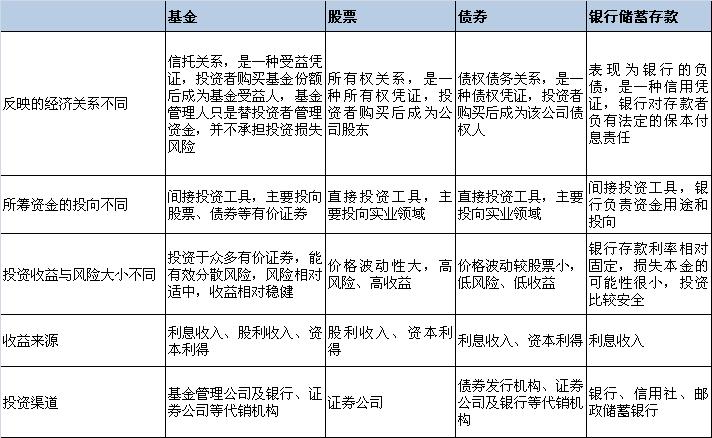 基金
股票
债券
银行储蓄存款
反映的经济关系不同
信托关系，是一种受益凭
证，投资者购买基金份额
后成为基金受益人，基金
管理人只是替投资者管理
资金，并不承担投资损失
风险
所有权关系，是一
种所有权凭证，投
资者购买后成为公
司股东
债权债务关系，是一
种债权凭证，投资者
购买后成为该公司债
权人
表现为银行的负
债，是一种信用凭
证，银行对存款者
负有法定的保本付
息责任
所筹资金的投向不同
间接投资工具，主要投向
股票、债券等有价证券
直接投资工具，主
要投向实业领域
直接投资工具，主要
投向实业领域
间接投资工具，银
行负责资金用途和
投向
投资收益与风险大小不同
投资于众多有价证券，能
有效分散风险，风险相对
适中，收益相对稳健
价格波动性大，高
风险、高收益
价格波动较股票小，
低风险、低收益
银行存款利率相对
固定，损失本金的
可能性很小，投资
比较安全
收益来源
利息收入、股利收入、资
本利得
股利收入、资本利
得
利息收入、资本利得
利息收入
投资渠道
基金管理公司及银行、证
券公司等代销机构
证券公司
债券发行机构、证券
公司及银行等代销机
构
银行、信用社、邮
政储蓄银行